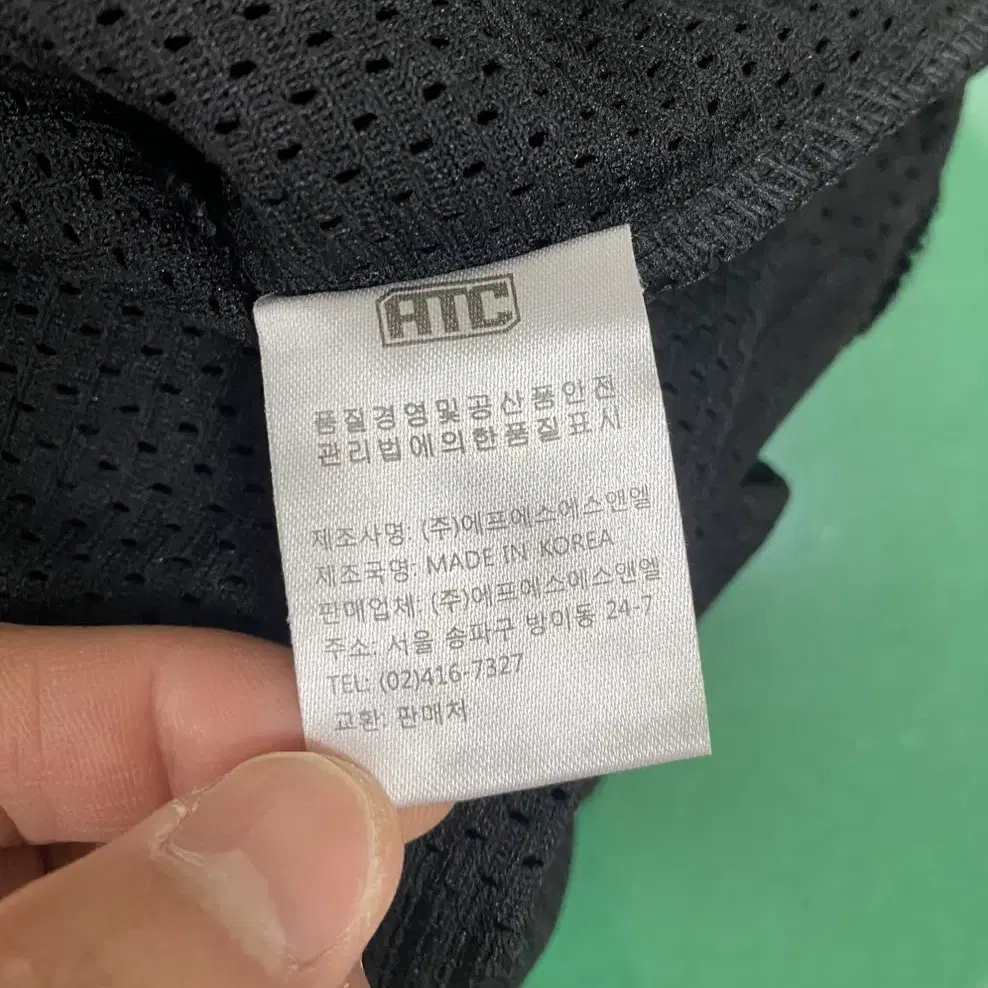 ATC
품질경영및공산품안전
관리법에의한품질표시
제조사명: (주)에프에스에스앤엘
제조국명: MADE IN KOREA
판매업체: (주)에프에스에스앤엘
주소: 서울 송파구 방이동 24-7
TEL: (02)416-7327
교환: 판매처